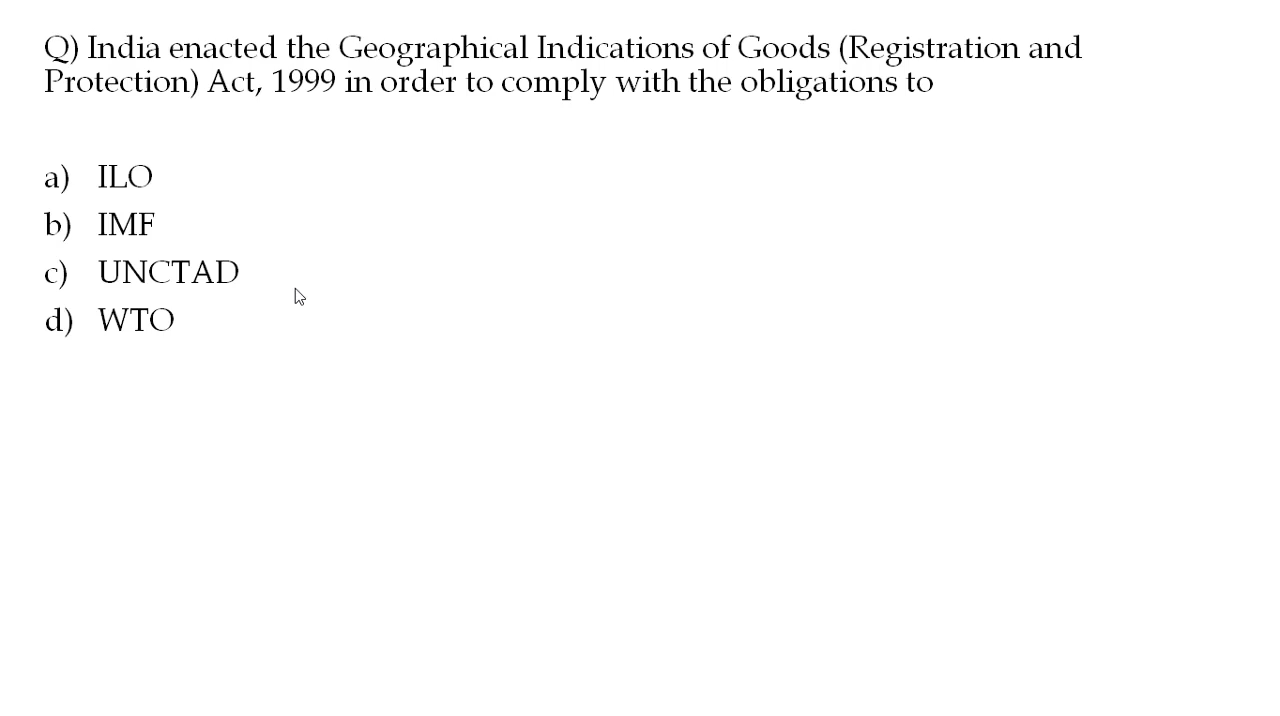 Q) India enacted the Geographical Indications of Goods (Registration and
Protection) Act, 1999 in order to comply with the obligations to
a) ILO
b) IMF
c) UNCTAD
d) WTO